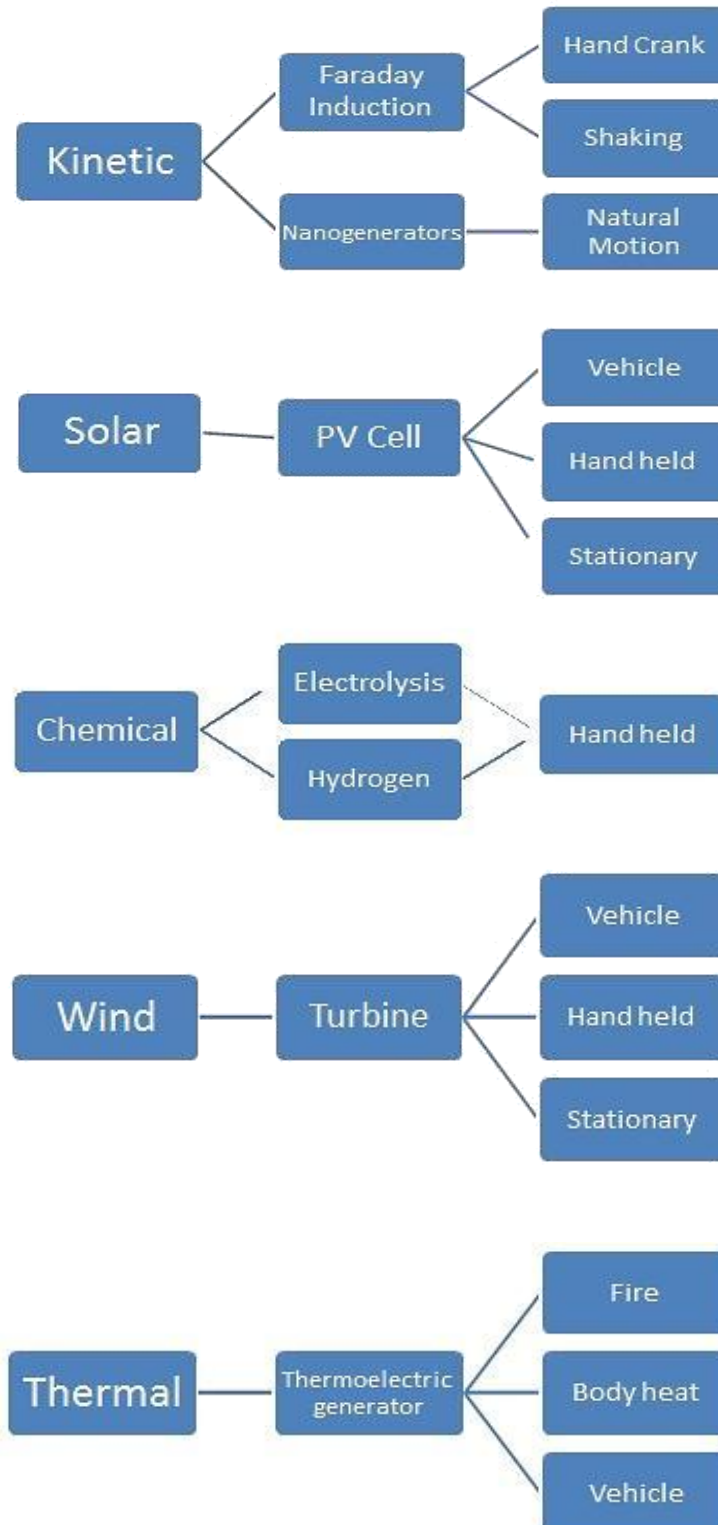 Kinetic
Faraday
Induction
Hand Crank
Shaking
Nanogenerators
Natural
Motion
Solar
PV Cell
Vehicle
Hand held
Stationary
Chemical
Electrolysis
Hydrogen
Hand held
Wind
Turbine
Vehicle
Hand held
Stationary
Thermal
Thermoelectric
generator
Fire
Body heat
Vehicle